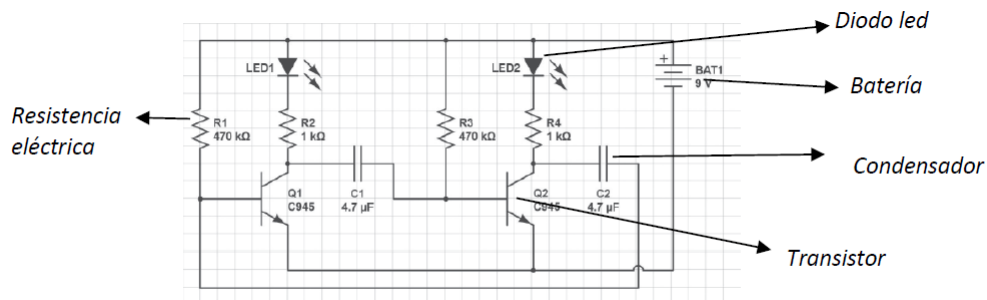 Diodo led
LED1
LED2
+
BAT1
9 V
Batería
Resistencia
eléctrica
R1
470 kΩ
R2
1 kΩ
R3
470 kΩ
R4
1 kΩ
Condensador
Q1
C945
C1
4.7 µF
Q2
C945
C2
4.7 µF
Transistor